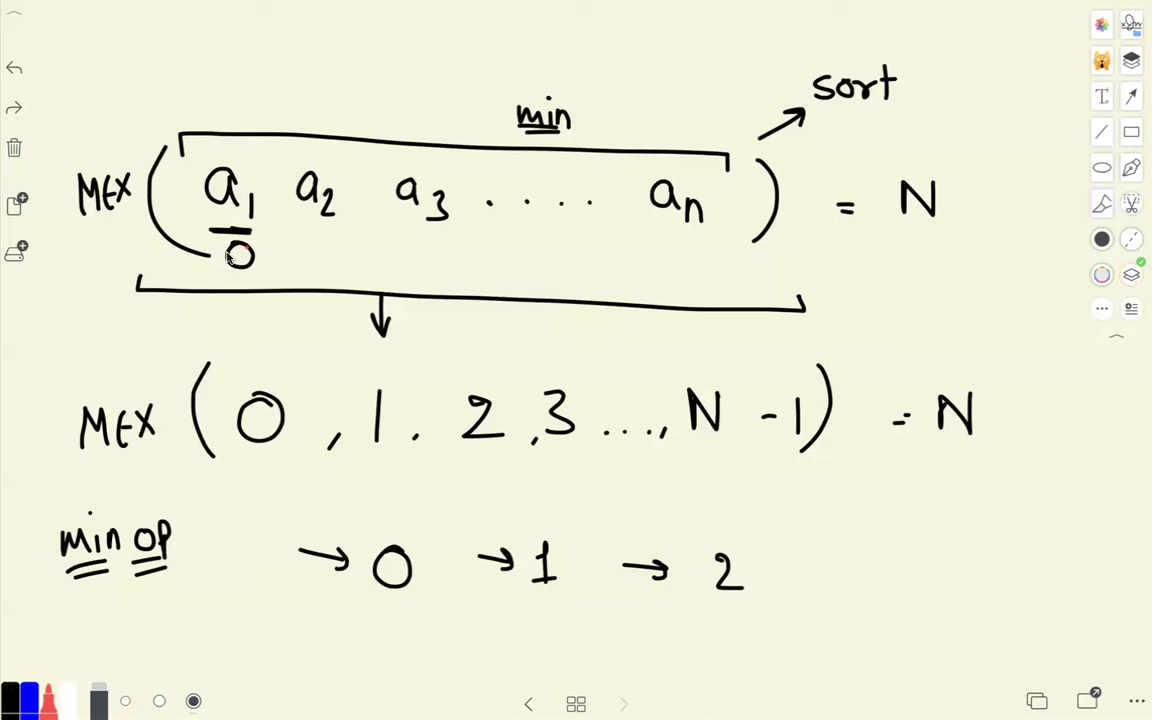 sort
min
MEX ( a1 a2 a3 . . . . . an ) = N
0
MEX ( 0 , 1 . 2 , 3 ..., N - 1 ) = N
min op → 0 → 1 → 2